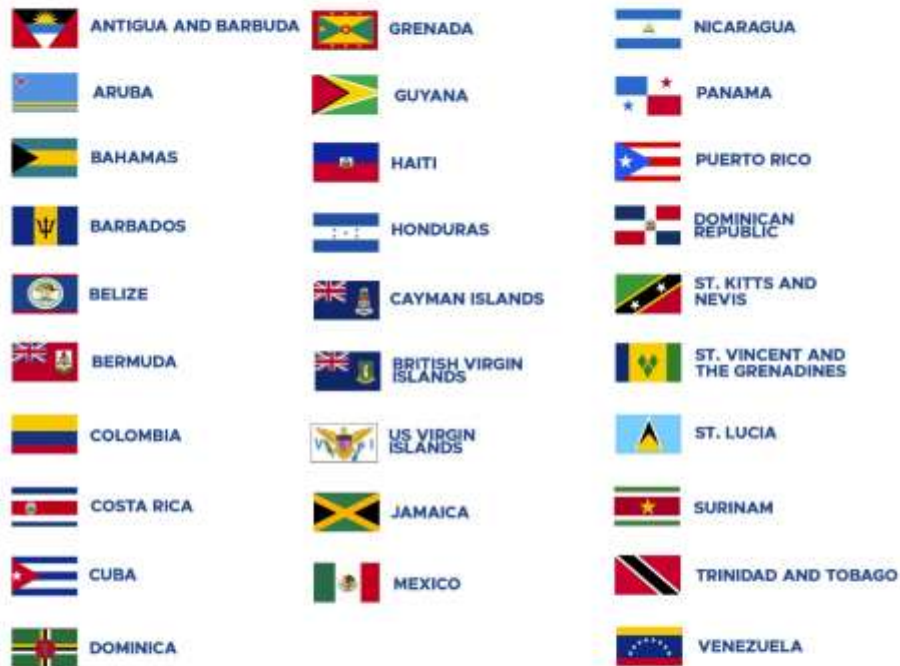 ANTIGUA AND BARBUDA
ARUBA
BAHAMAS
BARBADOS
BELIZE
BERMUDA
COLOMBIA
COSTA RICA
CUBA
DOMINICA
GRENADA
GUYANA
HAITI
HONDURAS
CAYMAN ISLANDS
BRITISH VIRGIN
ISLANDS
US VIRGIN
ISLANDS
JAMAICA
MEXICO
NICARAGUA
PANAMA
PUERTO RICO
DOMINICAN
REPUBLIC
ST. KITTS AND
NEVIS
ST. VINCENT AND
THE GRENADINES
ST. LUCIA
SURINAM
TRINIDAD AND TOBAGO
VENEZUELA
V I